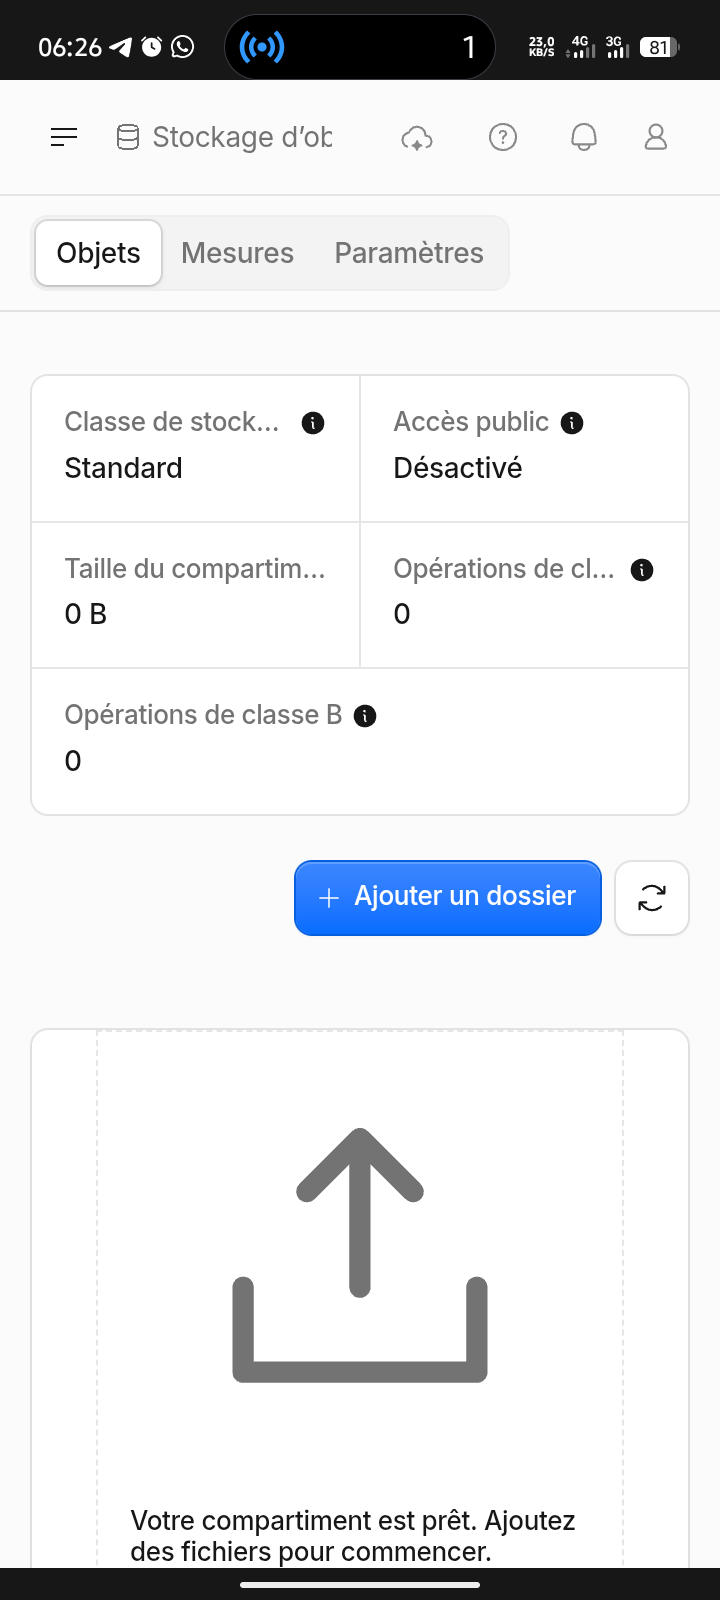 06:26
1
23,0
KB/S
4G
3G
81
Stockage d’ob
Objets
Mesures
Paramètres
Classe de stock...
Standard
Accès public
Désactivé
Taille du compartim...
0 B
Opérations de cl...
0
Opérations de classe B
0
Ajouter un dossier
Votre compartiment est prêt. Ajoutez
des fichiers pour commencer.